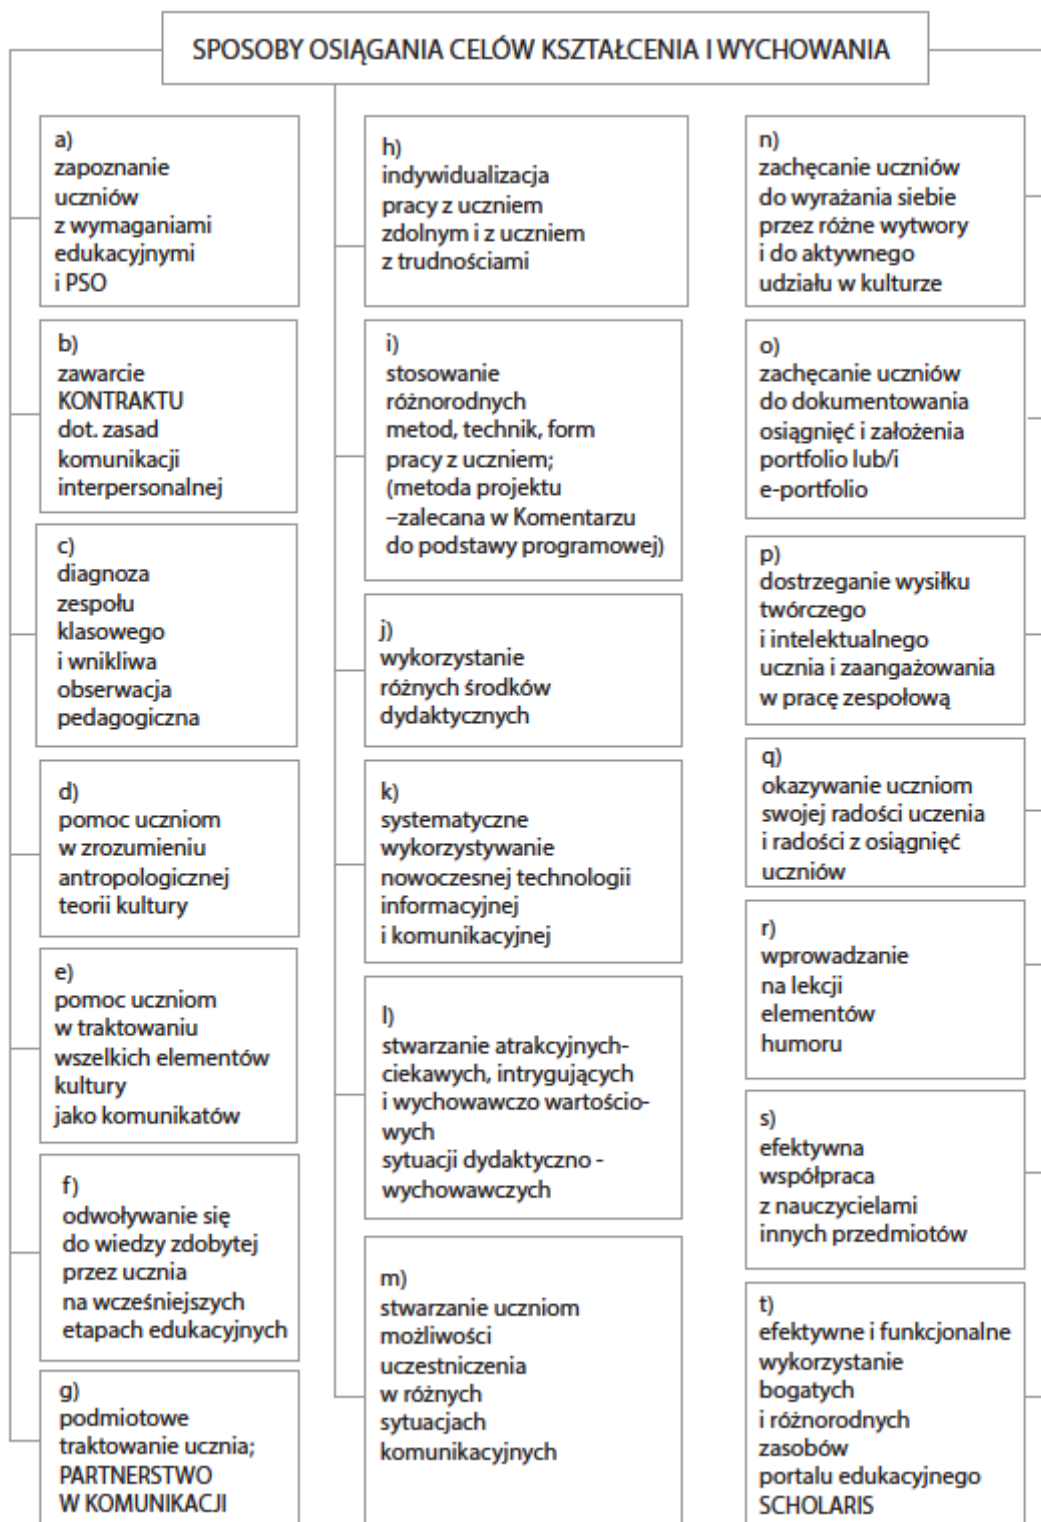 SPOSOBY OSIĄGANIA CELÓW KSZTAŁCENIA I WYCHOWANIA
a)
zapoznanie
uczniów
z wymaganiami
edukacyjnymi
i PSO
b)
zawarcie
KONTRAKTU
dot. zasad
komunikacji
interpersonalnej
c)
diagnoza
zespołu
klasowego
i wnikliwa
obserwacja
pedagogiczna
d)
pomoc uczniom
w zrozumieniu
antropologicznej
teorii kultury
e)
pomoc uczniom
w traktowaniu
wszelkich elementów
kultury
jako komunikatów
f)
odwoływanie się
do wiedzy zdobytej
przez ucznia
na wcześniejszych
etapach edukacyjnych
g)
podmiotowe
traktowanie ucznia;
PARTNERSTWO
W KOMUNIKACJI
h)
indywidualizacja
pracy z uczniem
zdolnym i z uczniem
z trudnościami
i)
stosowanie
różnorodnych
metod, technik, form
pracy z uczniem;
(metoda projektu
–zalecana w Komentarzu
do podstawy programowej)
j)
wykorzystanie
różnych środków
dydaktycznych
k)
systematyczne
wykorzystywanie
nowoczesnej technologii
informacyjnej
i komunikacyjnej
l)
stwarzanie atrakcyjnych-
ciekawych, intrygujących
i wychowawczo wartościo-
wych
sytuacji dydaktyczno -
wychowawczych
m)
stwarzanie uczniom
możliwości
uczestniczenia
w różnych
sytuacjach
komunikacyjnych
n)
zachęcanie uczniów
do wyrażania siebie
przez różne wytwory
i do aktywnego
udziału w kulturze
o)
zachęcanie uczniów
do dokumentowania
osiągnięć i założenia
portfolio lub/i
e-portfolio
p)
dostrzeganie wysiłku
twórczego
i intelektualnego
ucznia i zaangażowania
w pracę zespołową
q)
okazywanie uczniom
swojej radości uczenia
i radości z osiągnięć
uczniów
r)
wprowadzanie
na lekcji
elementów
humoru
s)
efektywna
współpraca
z nauczycielami
innych przedmiotów
t)
efektywne i funkcjonalne
wykorzystanie
bogatych
i różnorodnych
zasobów
portalu edukacyjnego
SCHOLARIS